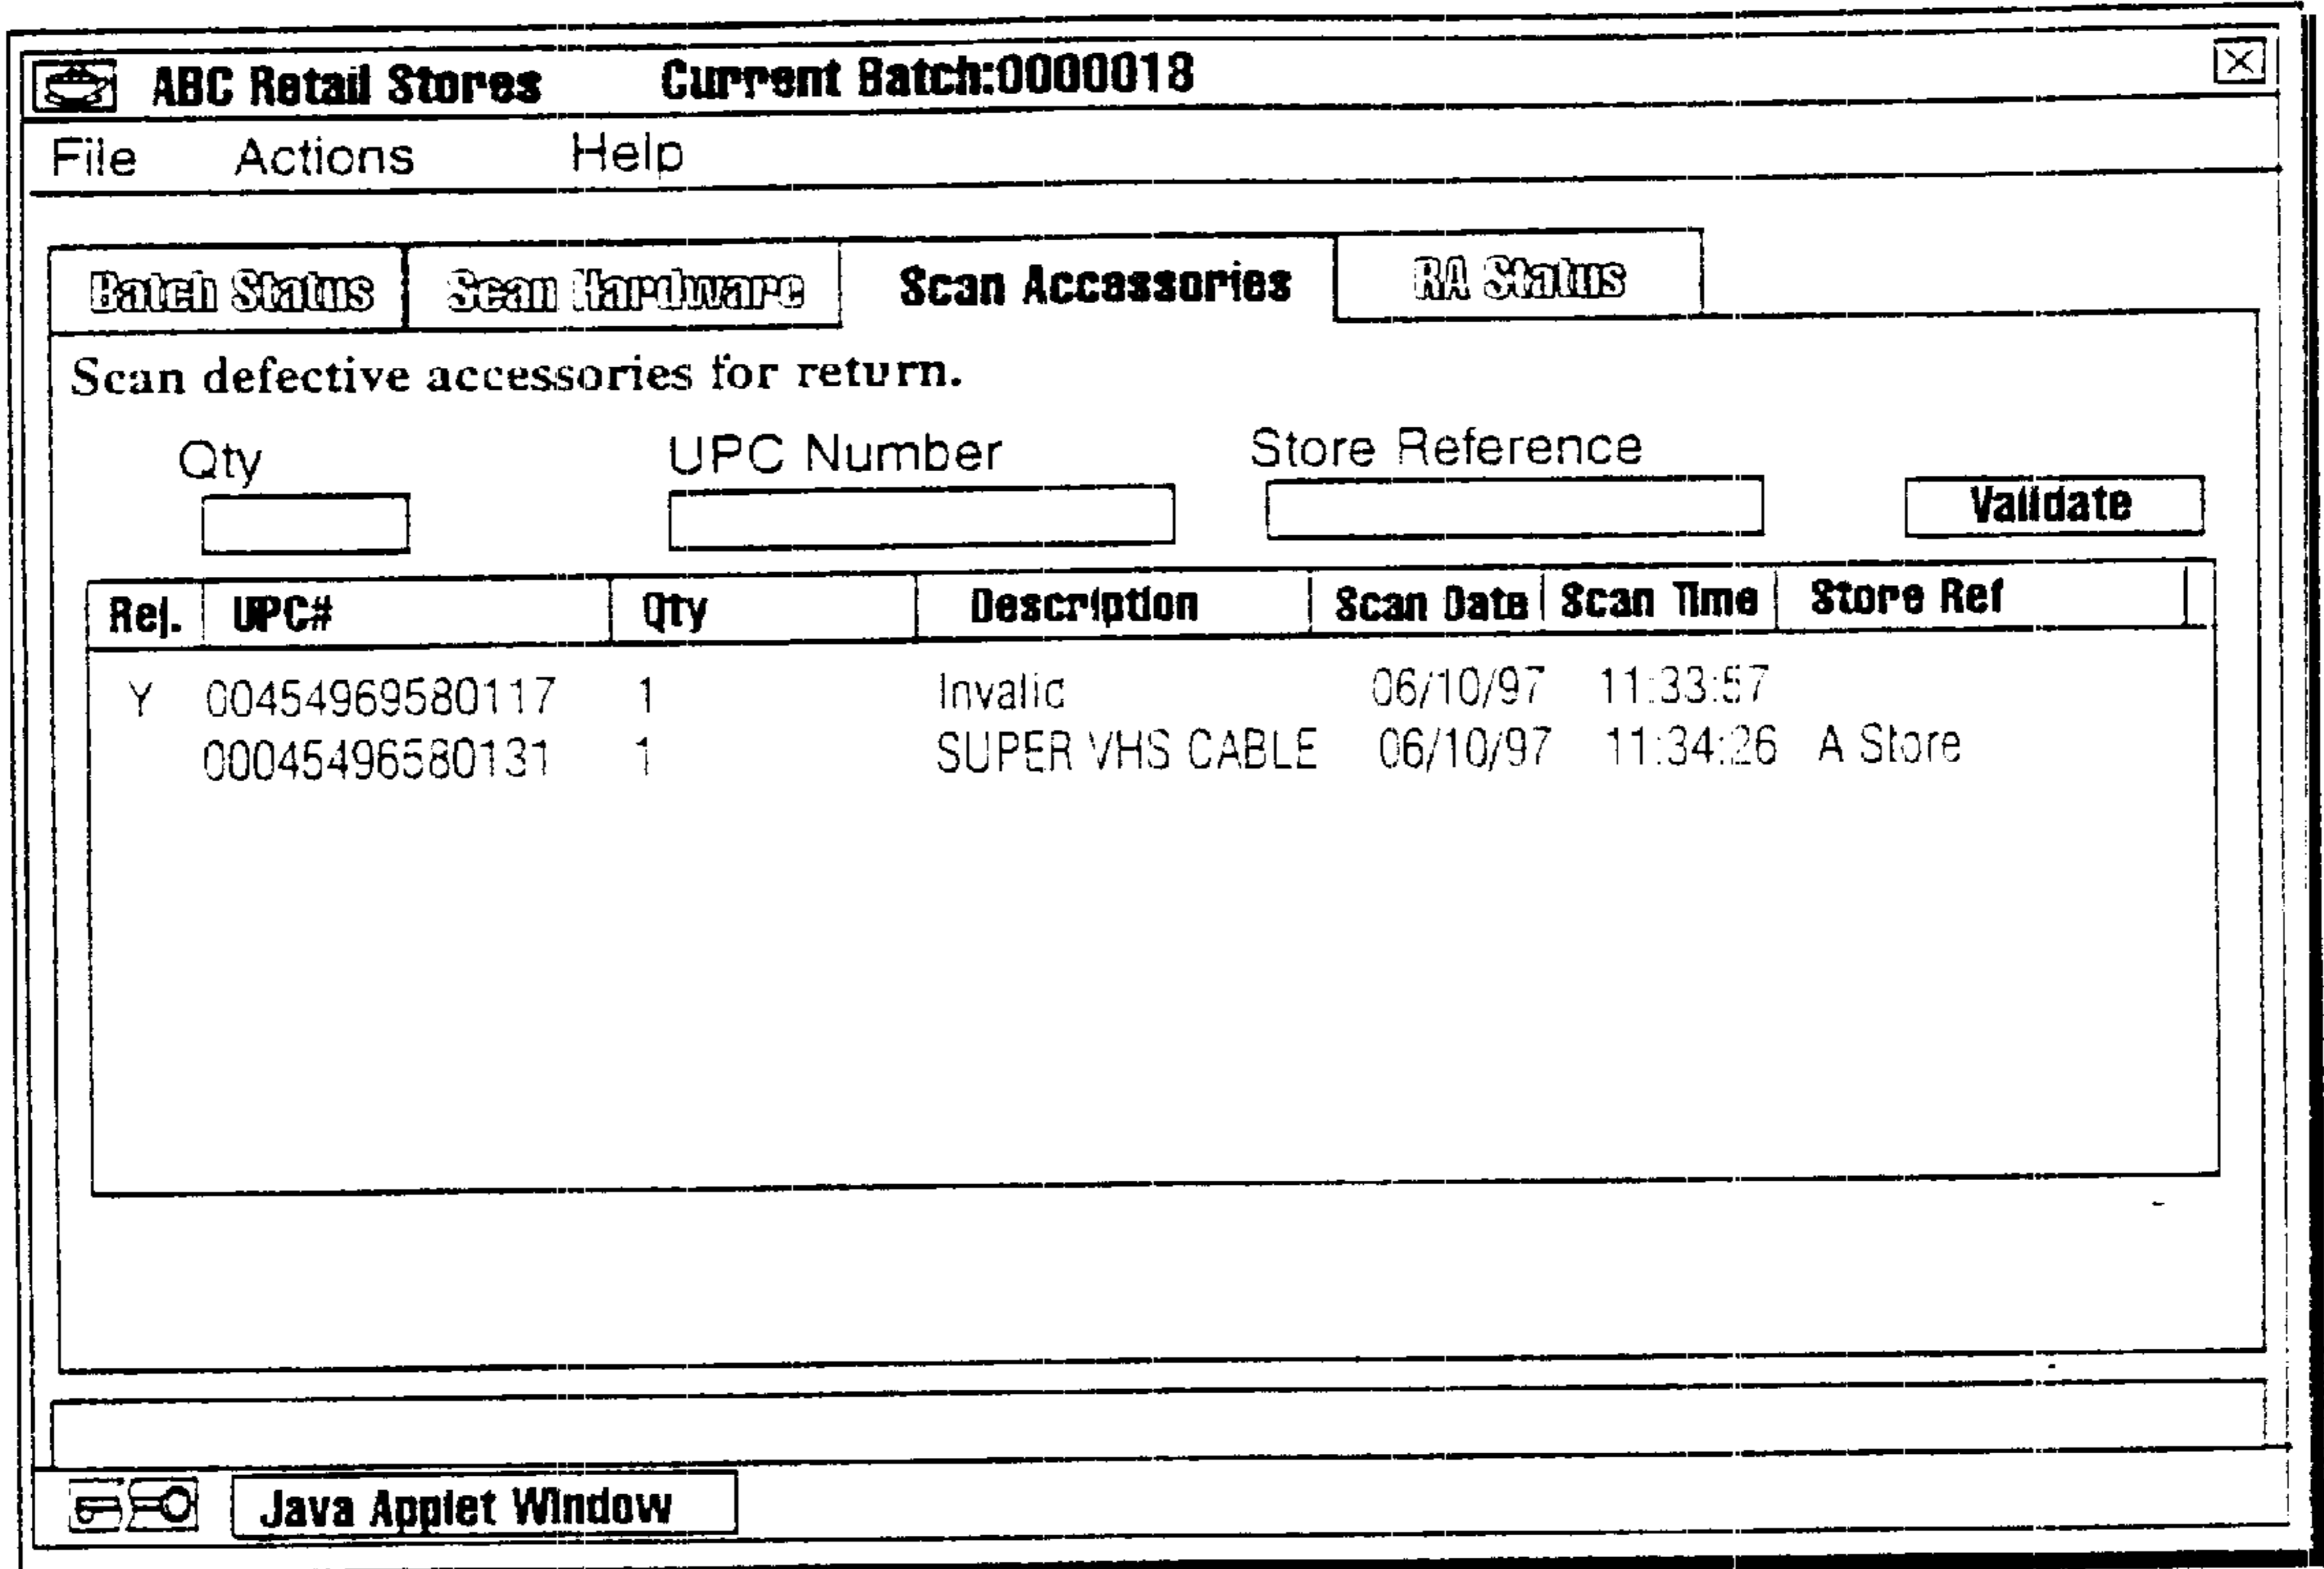 ABC Retail Stores Current Batch:0000018
File Actions Help
Batch Status Scan Hardware Scan Accessories RA Status
Scan defective accessories for return.
Qty UPC Number Store Reference
Validate
Rej. UPC# Qty Description Scan Date Scan Time Store Ref
Y 00454969580117 1 Invalid 06/10/97 11:33:57
00045496580131 1 SUPER VHS CABLE 06/10/97 11:34:26 A Store
Java Applet Window